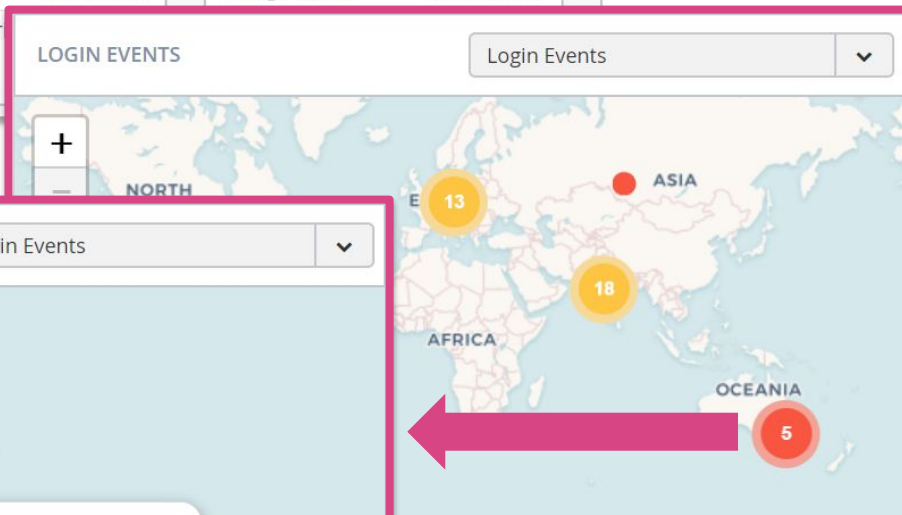 LOGIN EVENTS
Login Events
+
−
NORTH
ASIA
13
in Events
18
AFRICA
OCEANIA
5